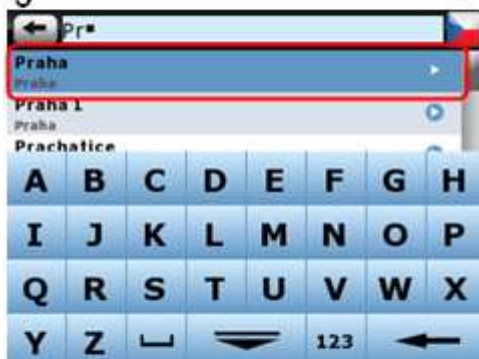 Pr
Praha
Praha
Praha 1
Praha
Prachatice
A B C D E F G H
I J K L M N O P
Q R S T U V W X
Y Z 123